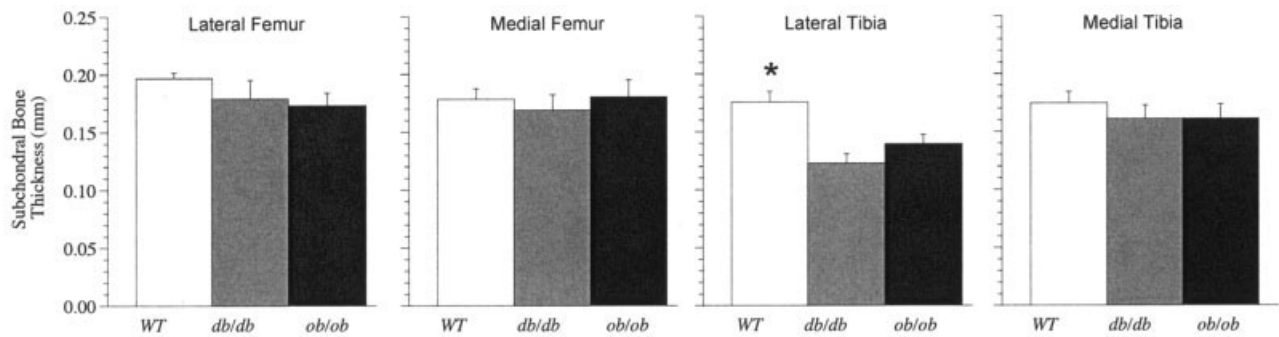 Lateral Femur
Medial Femur
Lateral Tibia
Medial Tibia
Subchondral Bone
Thickness (mm)
0.25
0.20
0.15
0.10
0.05
0.00
*
WT db/db ob/ob
WT db/db ob/ob
WT db/db ob/ob
WT db/db ob/ob